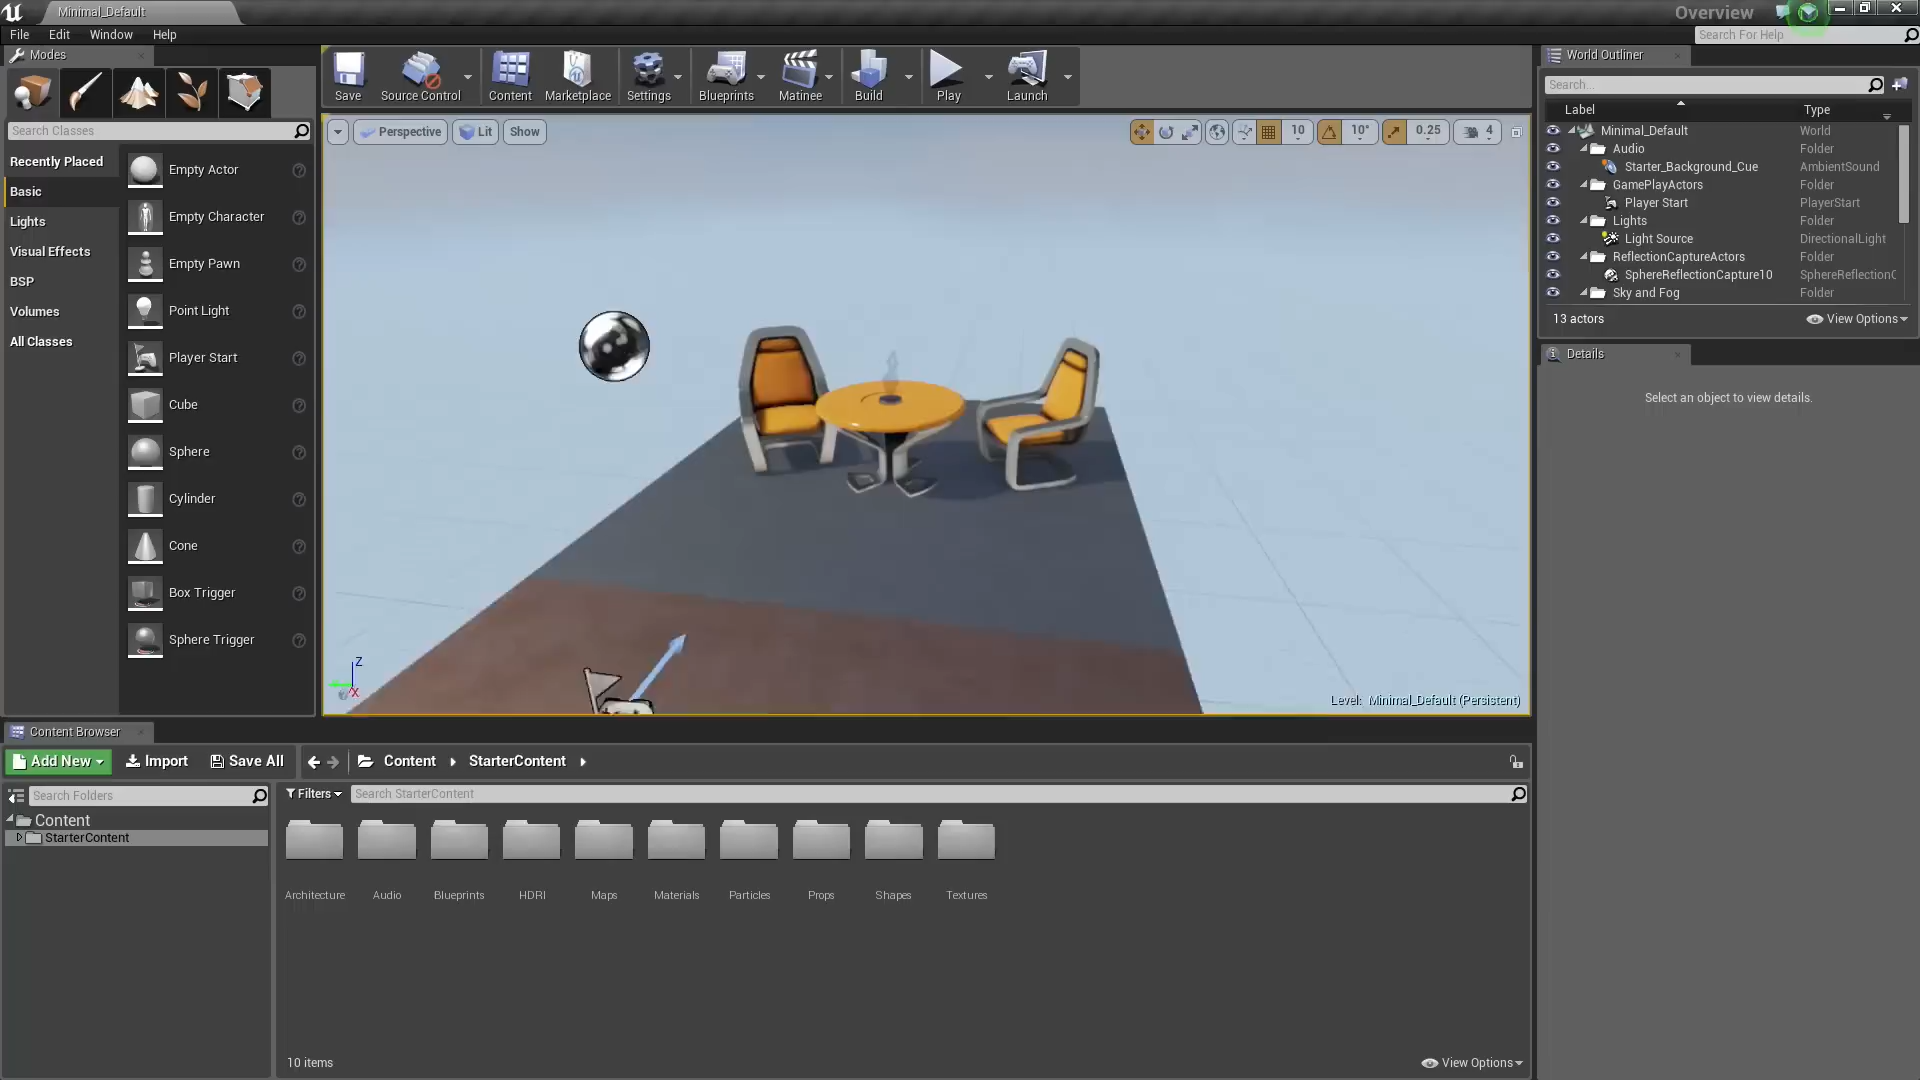 Minimal_Default
Overview
File Edit Window Help
Search For Help
Modes
Save Source Control Content Marketplace Settings Blueprints Matinee Build Play Launch
Search Classes
Recently Placed
Basic
Lights
Visual Effects
BSP
Volumes
All Classes
Empty Actor
Empty Character
Empty Pawn
Point Light
Player Start
Cube
Sphere
Cylinder
Cone
Box Trigger
Sphere Trigger
Perspective Lit Show
10 10° 0.25 4
Z
X
Level: Minimal_Default (Persistent)
World Outliner
Search...
Label Type
Minimal_Default World
Audio Folder
Starter_Background_Cue AmbientSound
GamePlayActors Folder
Player Start PlayerStart
Lights Folder
Light Source DirectionalLight
ReflectionCaptureActors Folder
SphereReflectionCapture10 SphereReflectionC
Sky and Fog Folder
13 actors View Options
Details
Select an object to view details.
Content Browser
Add New Import Save All Content StarterContent
Search Folders
Content
StarterContent
Filters Search StarterContent
Architecture Audio Blueprints HDRI Maps Materials Particles Props Shapes Textures
10 items View Options